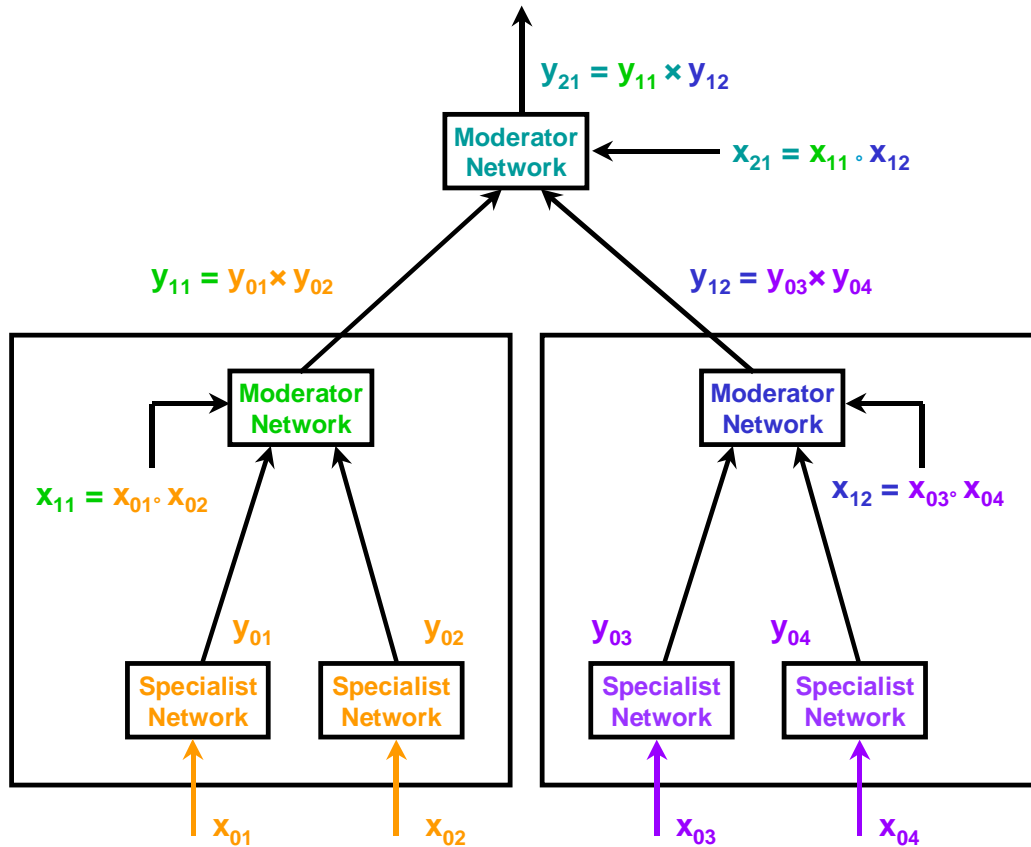 y₂₁ = y₁₁ × y₁₂
Moderator
Network
x₂₁ = x₁₁ ∘ x₁₂
y₁₁ = y₀₁ × y₀₂
y₁₂ = y₀₃ × y₀₄
Moderator
Network
Moderator
Network
x₁₁ = x₀₁ ∘ x₀₂
x₁₂ = x₀₃ ∘ x₀₄
y₀₁
y₀₂
y₀₃
y₀₄
Specialist
Network
Specialist
Network
Specialist
Network
Specialist
Network
x₀₁
x₀₂
x₀₃
x₀₄